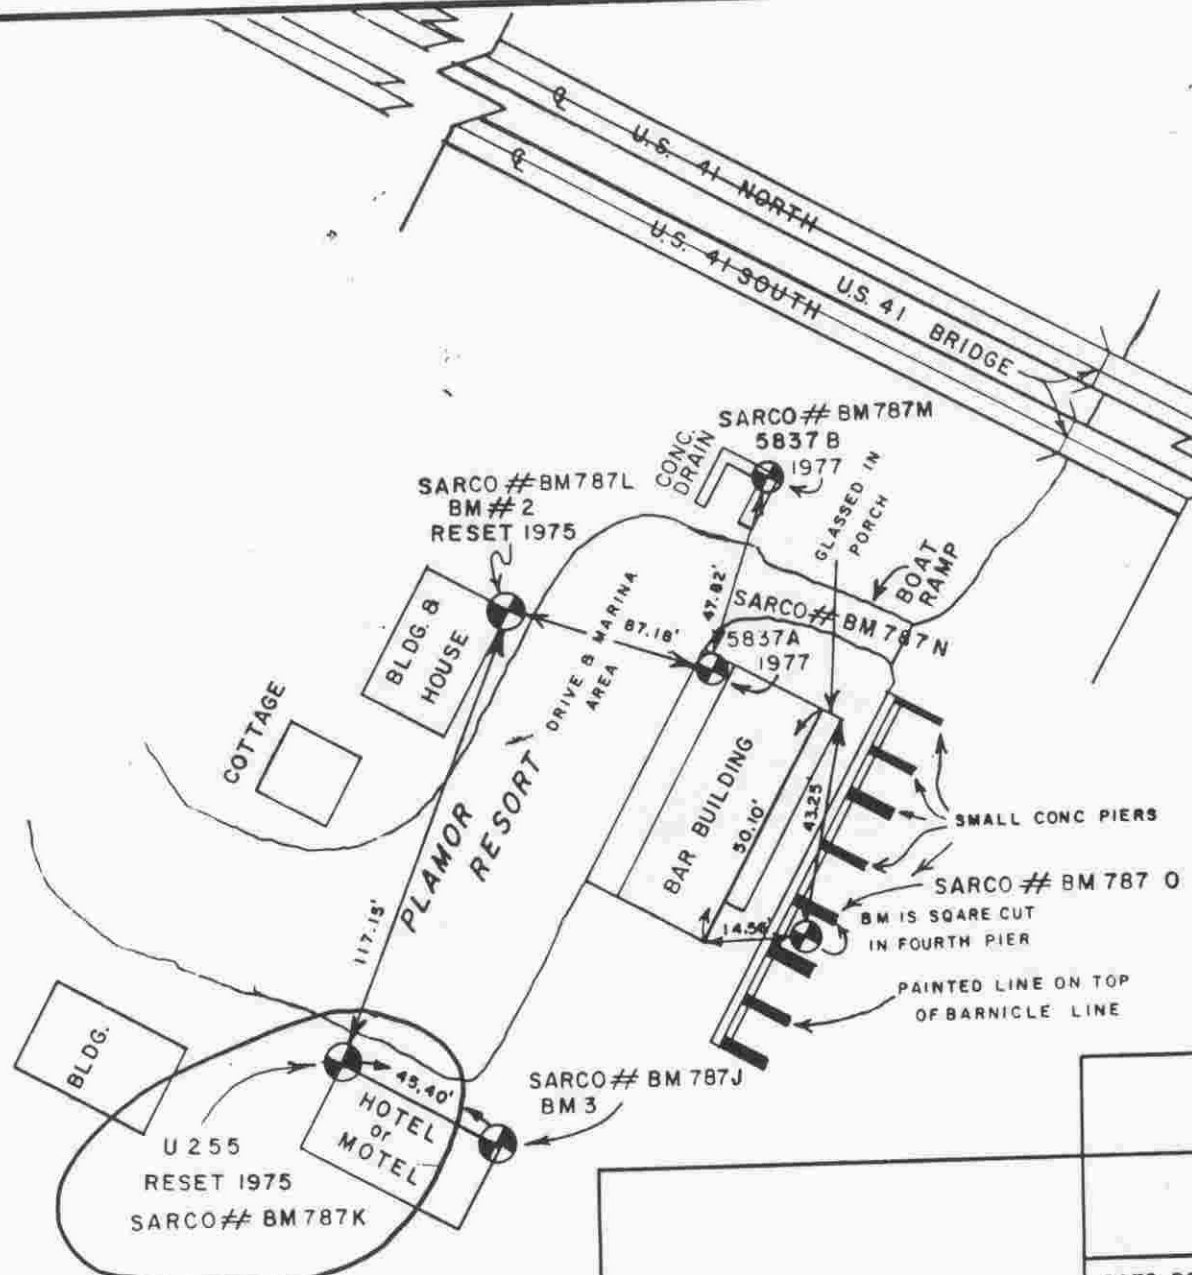 ℄
U.S. 41 NORTH
℄
U.S. 41 SOUTH
U.S. 41 BRIDGE
SARCO # BM 787M
5837 B
1977
CONC.
DRAIN
SARCO # BM 787L
BM # 2
RESET 1975
GLASSED IN
PORCH
BOAT
RAMP
47.82'
SARCO # BM 787N
87.18'
5837A
1977
BLDG. 8
HOUSE
DRIVE & MARINA
AREA
COTTAGE
PLAMOR
RESORT
BAR BUILDING
50.10'
43.25'
SMALL CONC PIERS
SARCO # BM 787 O
BM IS SQARE CUT
IN FOURTH PIER
14.56'
PAINTED LINE ON TOP
OF BARNICLE LINE
117.15'
BLDG.
45.40'
SARCO # BM 787J
BM 3
HOTEL
or
MOTEL
U 255
RESET 1975
SARCO # BM 787K